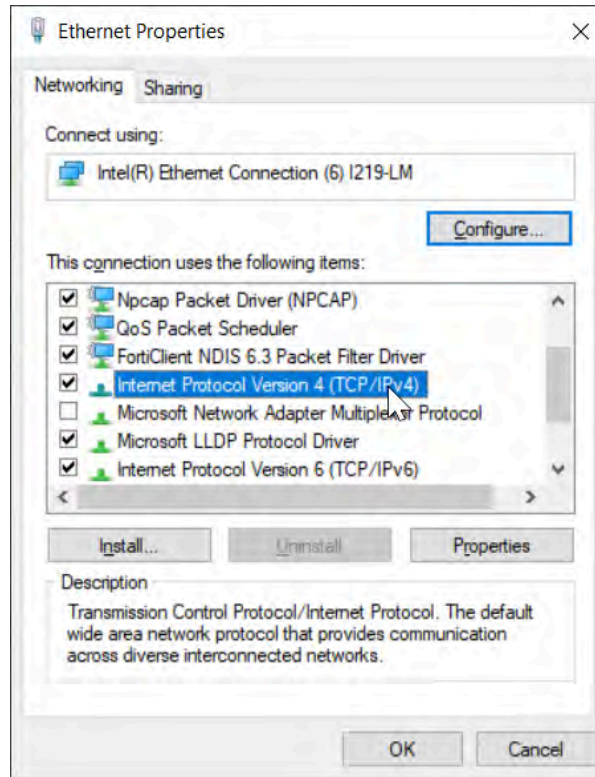 Ethernet Properties
Networking
Sharing
Connect using:
Intel(R) Ethernet Connection (6) I219-LM
Configure...
This connection uses the following items:
Npcap Packet Driver (NPCAP)
QoS Packet Scheduler
FortiClient NDIS 6.3 Packet Filter Driver
Internet Protocol Version 4 (TCP/IPv4)
Microsoft Network Adapter Multiplexor Protocol
Microsoft LLDP Protocol Driver
Internet Protocol Version 6 (TCP/IPv6)
Install...
Uninstall
Properties
Description
Transmission Control Protocol/Internet Protocol. The default
wide area network protocol that provides communication
across diverse interconnected networks.
OK
Cancel